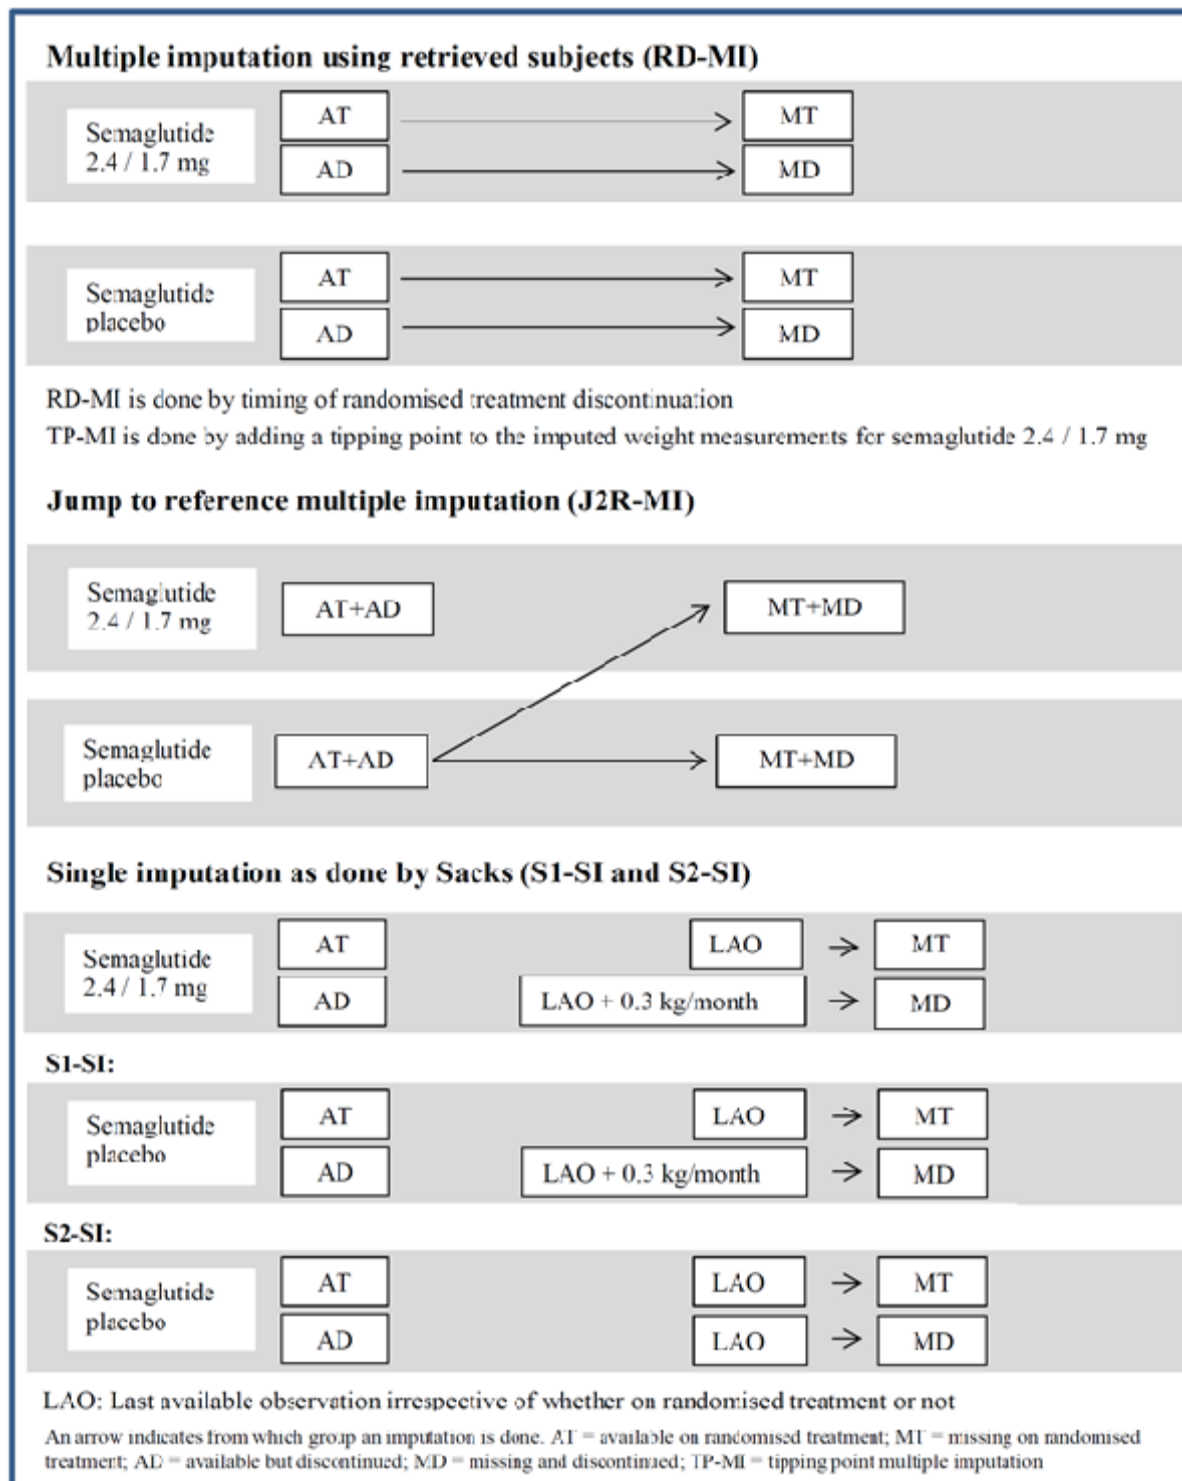 Multiple imputation using retrieved subjects (RD-MI)
Semaglutide
2.4 / 1.7 mg
AT
MT
AD
MD
Semaglutide
placebo
AT
MT
AD
MD
RD-MI is done by timing of randomised treatment discontinuation
TP-MI is done by adding a tipping point to the imputed weight measurements for semaglutide 2.4 / 1.7 mg
Jump to reference multiple imputation (J2R-MI)
Semaglutide
2.4 / 1.7 mg
AT+AD
MT+MD
Semaglutide
placebo
AT+AD
MT+MD
Single imputation as done by Sacks (S1-SI and S2-SI)
Semaglutide
2.4 / 1.7 mg
AT
LAO
MT
AD
LAO + 0.3 kg/month
MD
S1-SI:
Semaglutide
placebo
AT
LAO
MT
AD
LAO + 0.3 kg/month
MD
S2-SI:
Semaglutide
placebo
AT
LAO
MT
AD
LAO
MD
LAO: Last available observation irrespective of whether on randomised treatment or not
An arrow indicates from which group an imputation is done. AT = available on randomised treatment; MT = missing on randomised
treatment; AD = available but discontinued; MD = missing and discontinued; TP-MI = tipping point multiple imputation